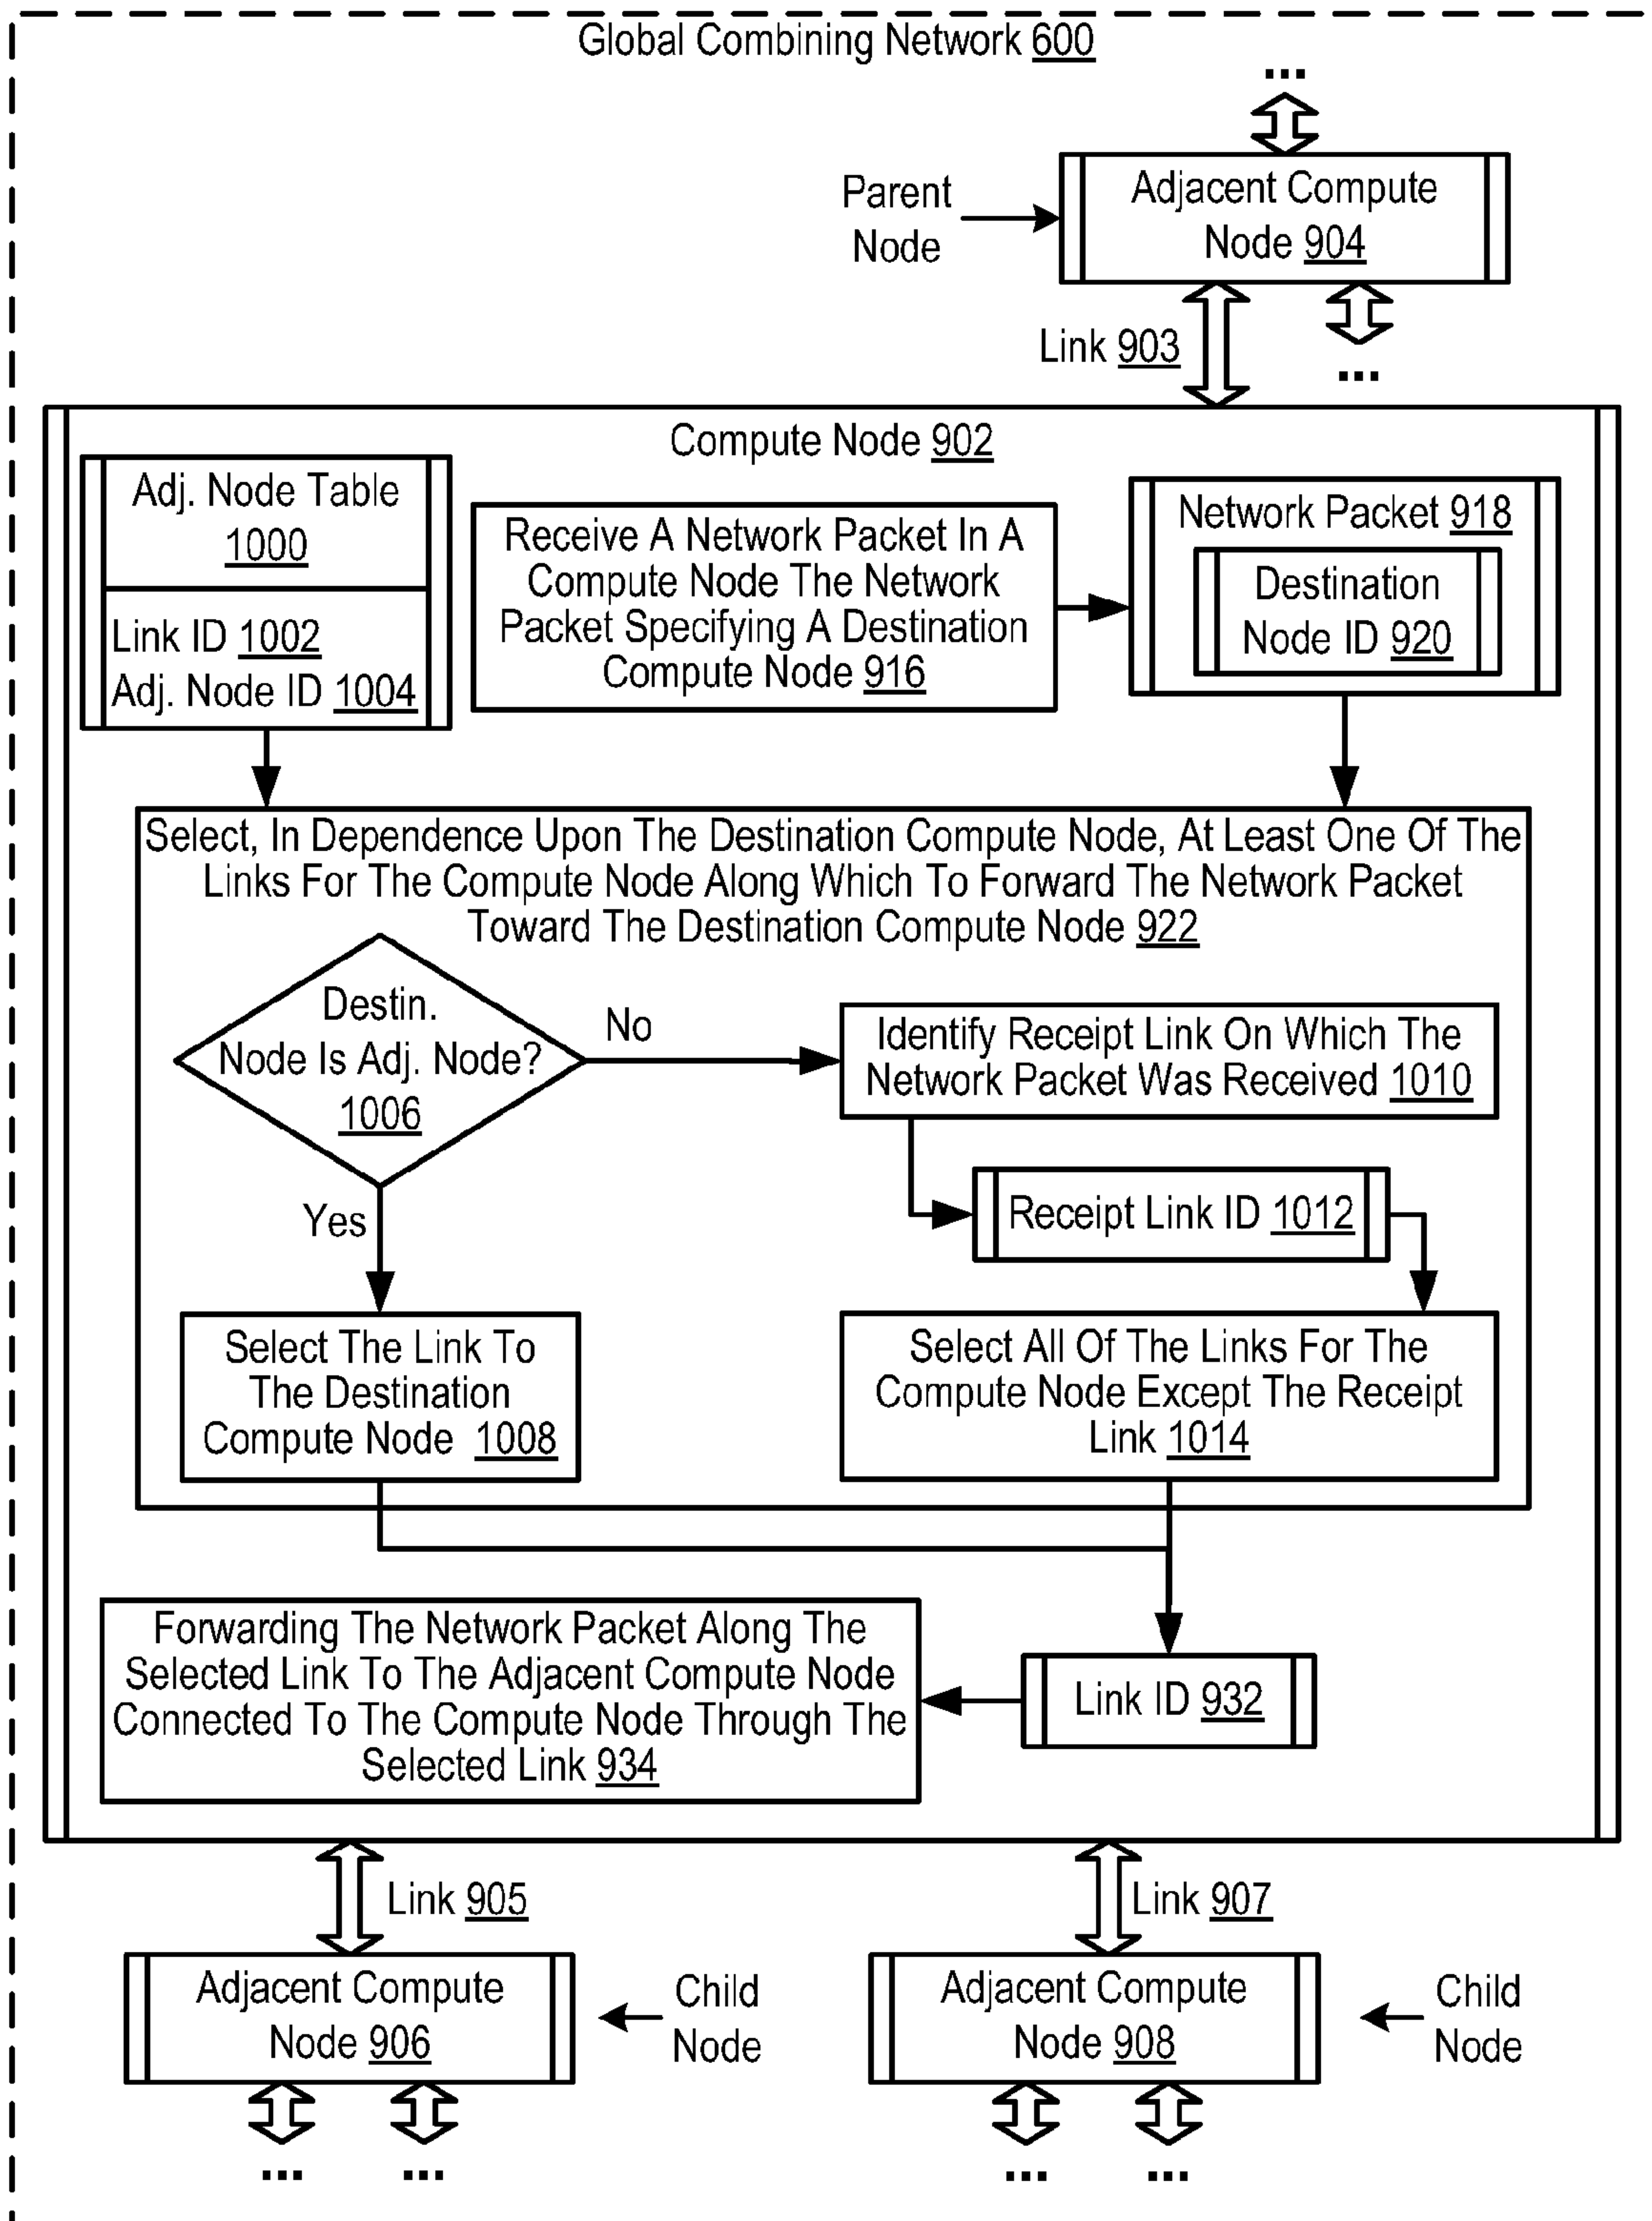 Global Combining Network 600
...
Parent
Node
Adjacent Compute
Node 904
Link 903
...
Compute Node 902
Adj. Node Table
1000
Link ID 1002
Adj. Node ID 1004
Receive A Network Packet In A
Compute Node The Network
Packet Specifying A Destination
Compute Node 916
Network Packet 918
Destination
Node ID 920
Select, In Dependence Upon The Destination Compute Node, At Least One Of The
Links For The Compute Node Along Which To Forward The Network Packet
Toward The Destination Compute Node 922
Destin.
Node Is Adj. Node?
1006
No
Identify Receipt Link On Which The
Network Packet Was Received 1010
Receipt Link ID 1012
Yes
Select The Link To
The Destination
Compute Node 1008
Select All Of The Links For The
Compute Node Except The Receipt
Link 1014
Forwarding The Network Packet Along The
Selected Link To The Adjacent Compute Node
Connected To The Compute Node Through The
Selected Link 934
Link ID 932
Link 905
Link 907
Adjacent Compute
Node 906
Child
Node
Adjacent Compute
Node 908
Child
Node
... ... ... ...